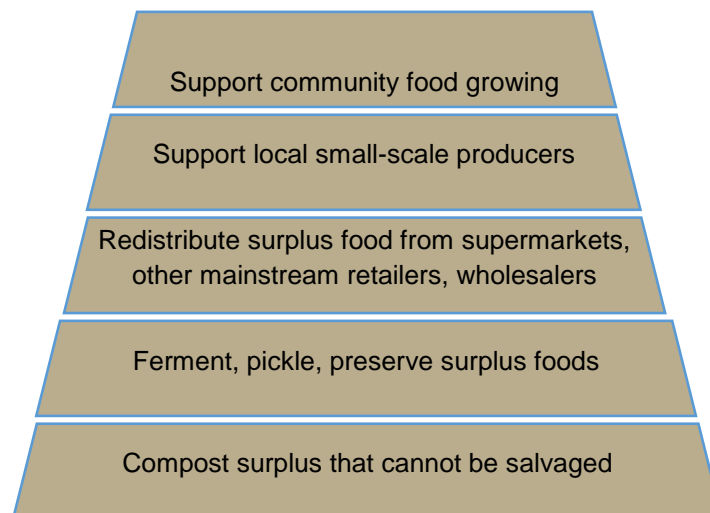 Support community food growing
Support local small-scale producers
Redistribute surplus food from supermarkets,
other mainstream retailers, wholesalers
Ferment, pickle, preserve surplus foods
Compost surplus that cannot be salvaged